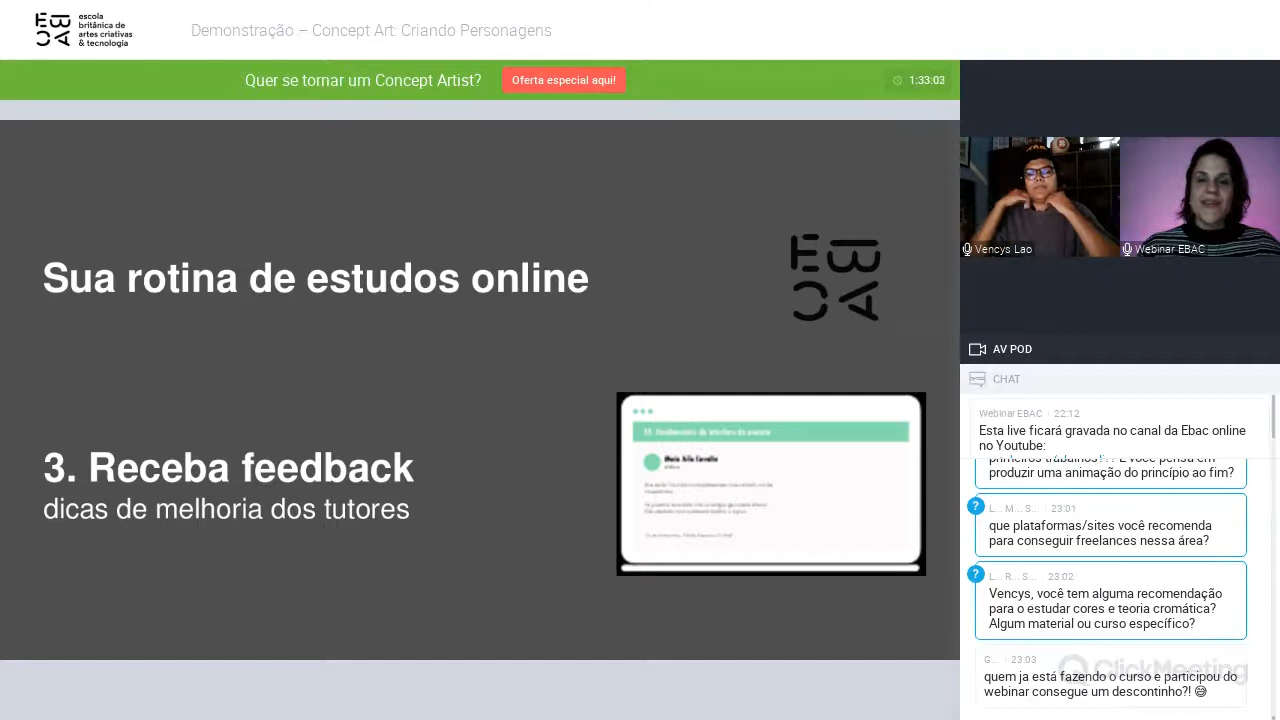 escola
britânica de
artes criativas
& tecnologia
Demonstração – Concept Art: Criando Personagens
Quer se tornar um Concept Artist?
Oferta especial aqui!
1:33:03
Sua rotina de estudos online
EBAC
3. Receba feedback
dicas de melhoria dos tutores
Vencys Lao
Webinar EBAC
AV POD
CHAT
Webinar EBAC 22:12
Esta live ficará gravada no canal da Ebac online
no Youtube:
produzir uma animação do princípio ao fim?
L... M... S... 23:01
que plataformas/sites você recomenda
para conseguir freelances nessa área?
L... R... S... 23:02
Vencys, você tem alguma recomendação
para o estudar cores e teoria cromática?
Algum material ou curso específico?
G... 23:03
ClickMeeting
quem ja está fazendo o curso e participou do
webinar consegue um descontinho?! 😅